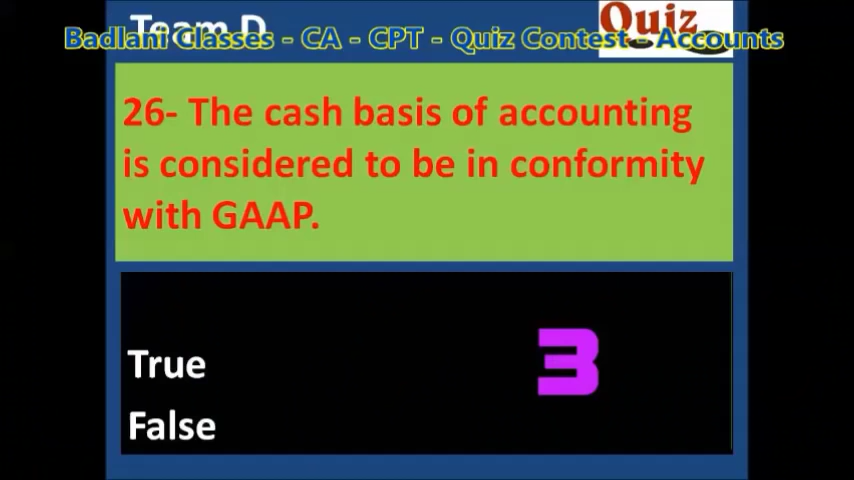 Team D
Quiz
Badlani Classes - CA - CPT - Quiz Contest - Accounts
26- The cash basis of accounting
is considered to be in conformity
with GAAP.
True
3
False